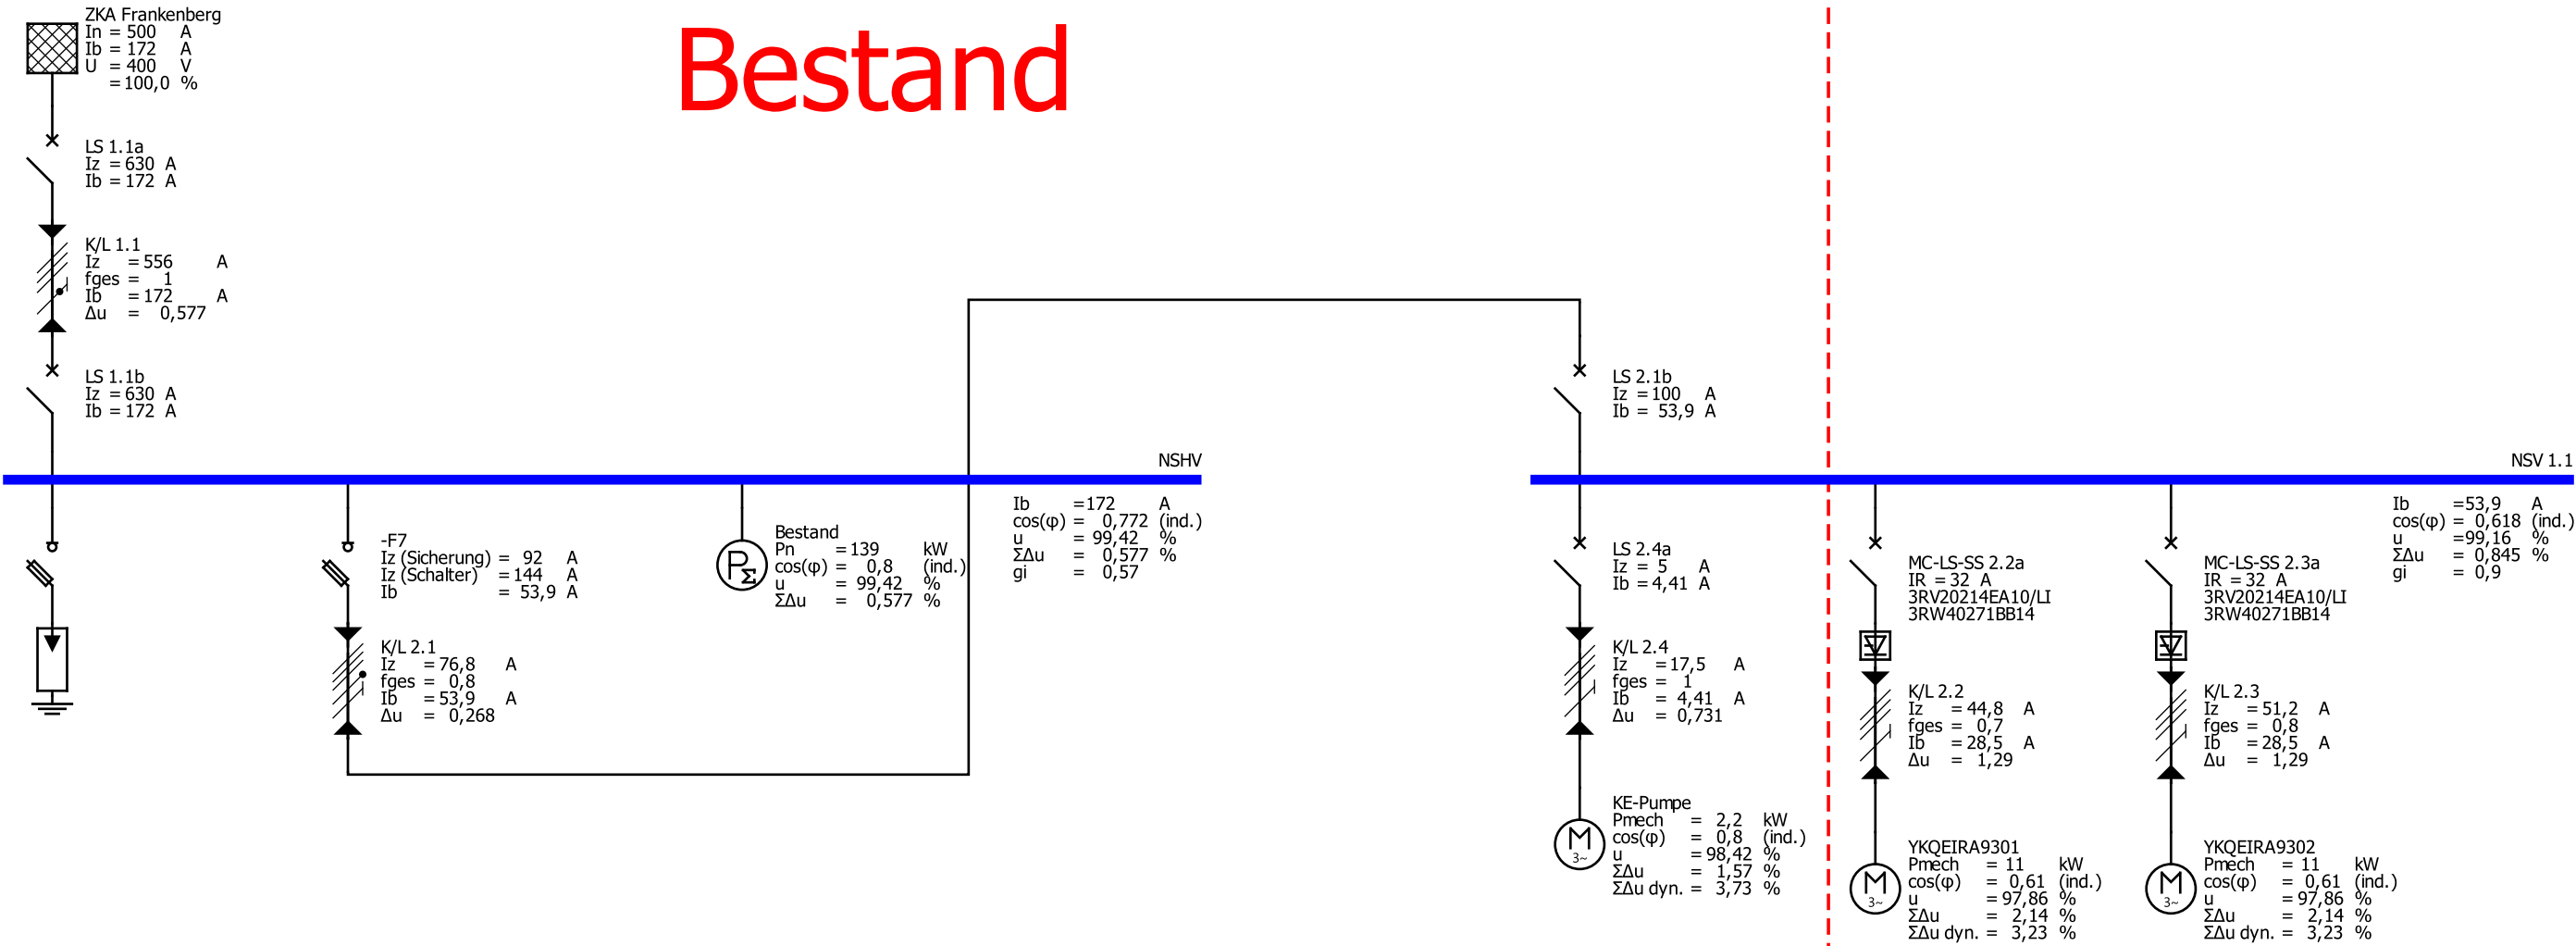 ZKA Frankenberg
In = 500 A
Ib = 172 A
U = 400 V
= 100,0 %
Bestand
LS 1.1a
Iz = 630 A
Ib = 172 A
K/L 1.1
Iz = 556 A
fges = 1
Ib = 172 A
Δu = 0,577
LS 1.1b
Iz = 630 A
Ib = 172 A
NSHV
Ib = 172 A
cos(φ) = 0,772 (ind.)
u = 99,42 %
ΣΔu = 0,577 %
gi = 0,57
-F7
Iz (Sicherung) = 92 A
Iz (Schalter) = 144 A
Ib = 53,9 A
K/L 2.1
Iz = 76,8 A
fges = 0,8
Ib = 53,9 A
Δu = 0,268
PΣ
Bestand
Pn = 139 kW
cos(φ) = 0,8 (ind.)
u = 99,42 %
ΣΔu = 0,577 %
LS 2.1b
Iz = 100 A
Ib = 53,9 A
NSV 1.1
Ib = 53,9 A
cos(φ) = 0,618 (ind.)
u = 99,16 %
ΣΔu = 0,845 %
gi = 0,9
LS 2.4a
Iz = 5 A
Ib = 4,41 A
K/L 2.4
Iz = 17,5 A
fges = 1
Ib = 4,41 A
Δu = 0,731
KE-Pumpe
Pmech = 2,2 kW
cos(φ) = 0,8 (ind.)
u = 98,42 %
ΣΔu = 1,57 %
ΣΔu dyn. = 3,73 %
M
3~
MC-LS-SS 2.2a
IR = 32 A
3RV20214EA10/LI
3RW40271BB14
K/L 2.2
Iz = 44,8 A
fges = 0,7
Ib = 28,5 A
Δu = 1,29
YKQEIRA9301
Pmech = 11 kW
cos(φ) = 0,61 (ind.)
u = 97,86 %
ΣΔu = 2,14 %
ΣΔu dyn. = 3,23 %
M
3~
MC-LS-SS 2.3a
IR = 32 A
3RV20214EA10/LI
3RW40271BB14
K/L 2.3
Iz = 51,2 A
fges = 0,8
Ib = 28,5 A
Δu = 1,29
YKQEIRA9302
Pmech = 11 kW
cos(φ) = 0,61 (ind.)
u = 97,86 %
ΣΔu = 2,14 %
ΣΔu dyn. = 3,23 %
M
3~